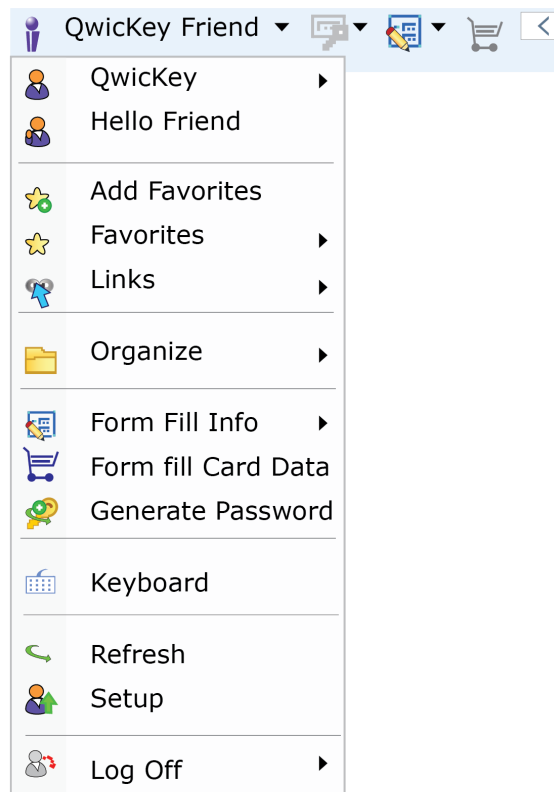 QwicKey Friend
QwicKey
Hello Friend
Add Favorites
Favorites
Links
Organize
Form Fill Info
Form fill Card Data
Generate Password
Keyboard
Refresh
Setup
Log Off